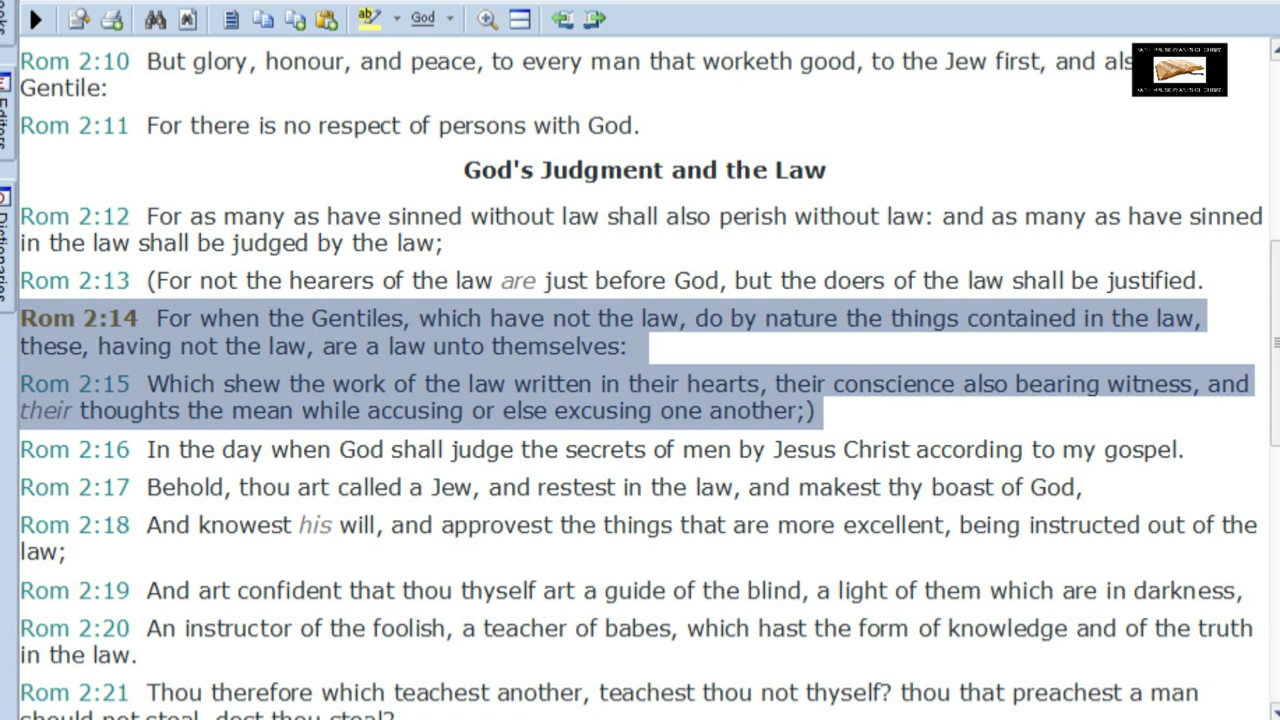 God
Rom 2:10 But glory, honour, and peace, to every man that worketh good, to the Jew first, and
Gentile:
Rom 2:11 For there is no respect of persons with God.
God's Judgment and the Law
Rom 2:12 For as many as have sinned without law shall also perish without law: and as many as have sinned
in the law shall be judged by the law;
Rom 2:13 (For not the hearers of the law are just before God, but the doers of the law shall be justified.
Rom 2:14 For when the Gentiles, which have not the law, do by nature the things contained in the law,
these, having not the law, are a law unto themselves:
Rom 2:15 Which shew the work of the law written in their hearts, their conscience also bearing witness, and
their thoughts the mean while accusing or else excusing one another;)
Rom 2:16 In the day when God shall judge the secrets of men by Jesus Christ according to my gospel.
Rom 2:17 Behold, thou art called a Jew, and restest in the law, and makest thy boast of God,
Rom 2:18 And knowest his will, and approvest the things that are more excellent, being instructed out of the
law;
Rom 2:19 And art confident that thou thyself art a guide of the blind, a light of them which are in darkness,
Rom 2:20 An instructor of the foolish, a teacher of babes, which hast the form of knowledge and of the truth
in the law.
Rom 2:21 Thou therefore which teachest another, teachest thou not thyself? thou that preachest a man
should not steal, dost thou steal?
Editors
Dictionaries